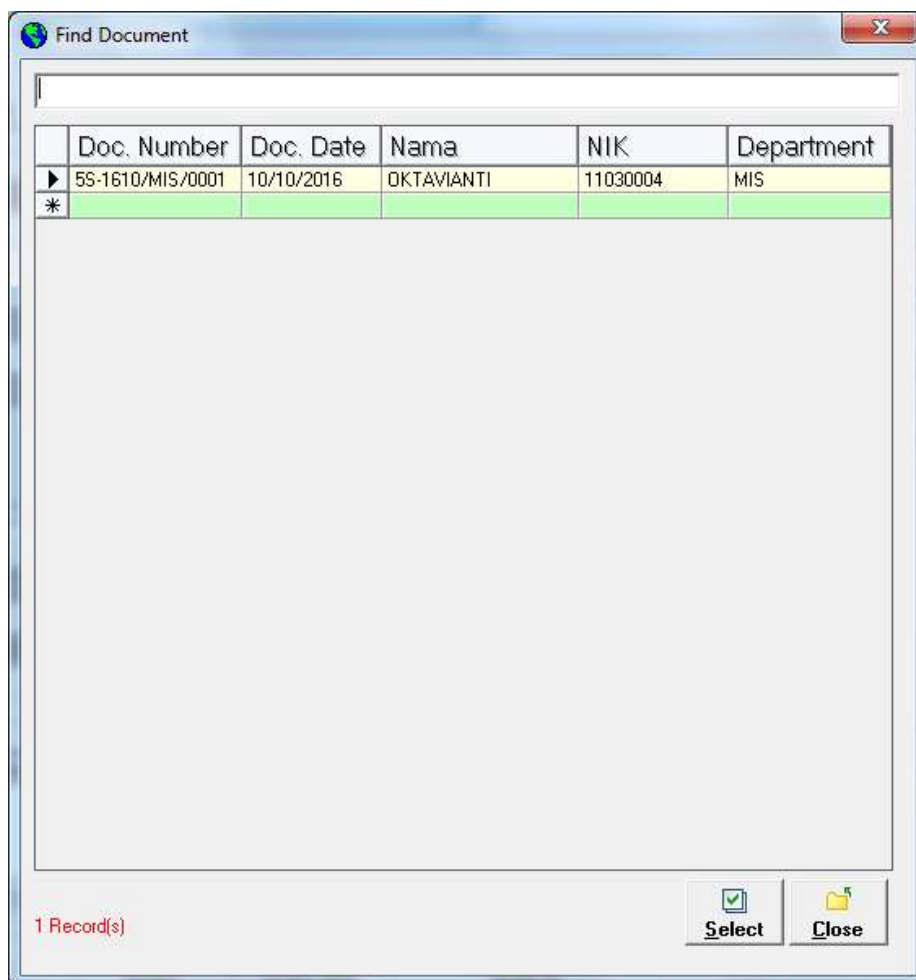 Find Document
Doc. Number Doc. Date Nama NIK Department
5S-1610/MIS/0001 10/10/2016 OKTAVIANTI 11030004 MIS
1 Record(s)
Select Close